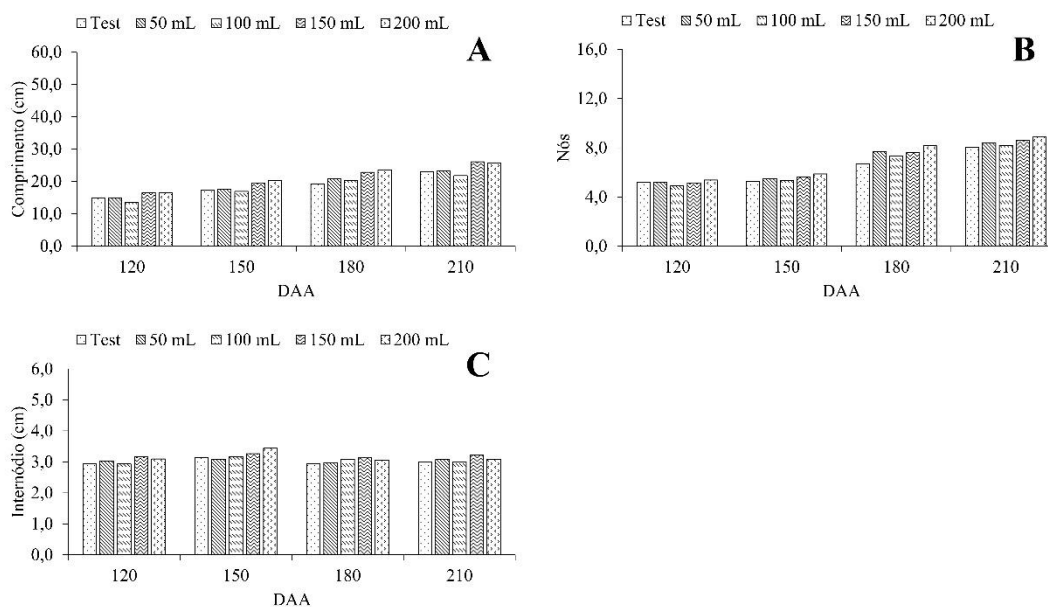 Test 50 mL 100 mL 150 mL 200 mL
A
60,0
50,0
40,0
30,0
20,0
10,0
0,0
Comprimento (cm)
120 150 180 210
DAA
Test 50 mL 100 mL 150 mL 200 mL
B
16,0
12,0
8,0
4,0
0,0
Nós
120 150 180 210
DAA
Test 50 mL 100 mL 150 mL 200 mL
C
6,0
5,0
4,0
3,0
2,0
1,0
0,0
Internódio (cm)
120 150 180 210
DAA